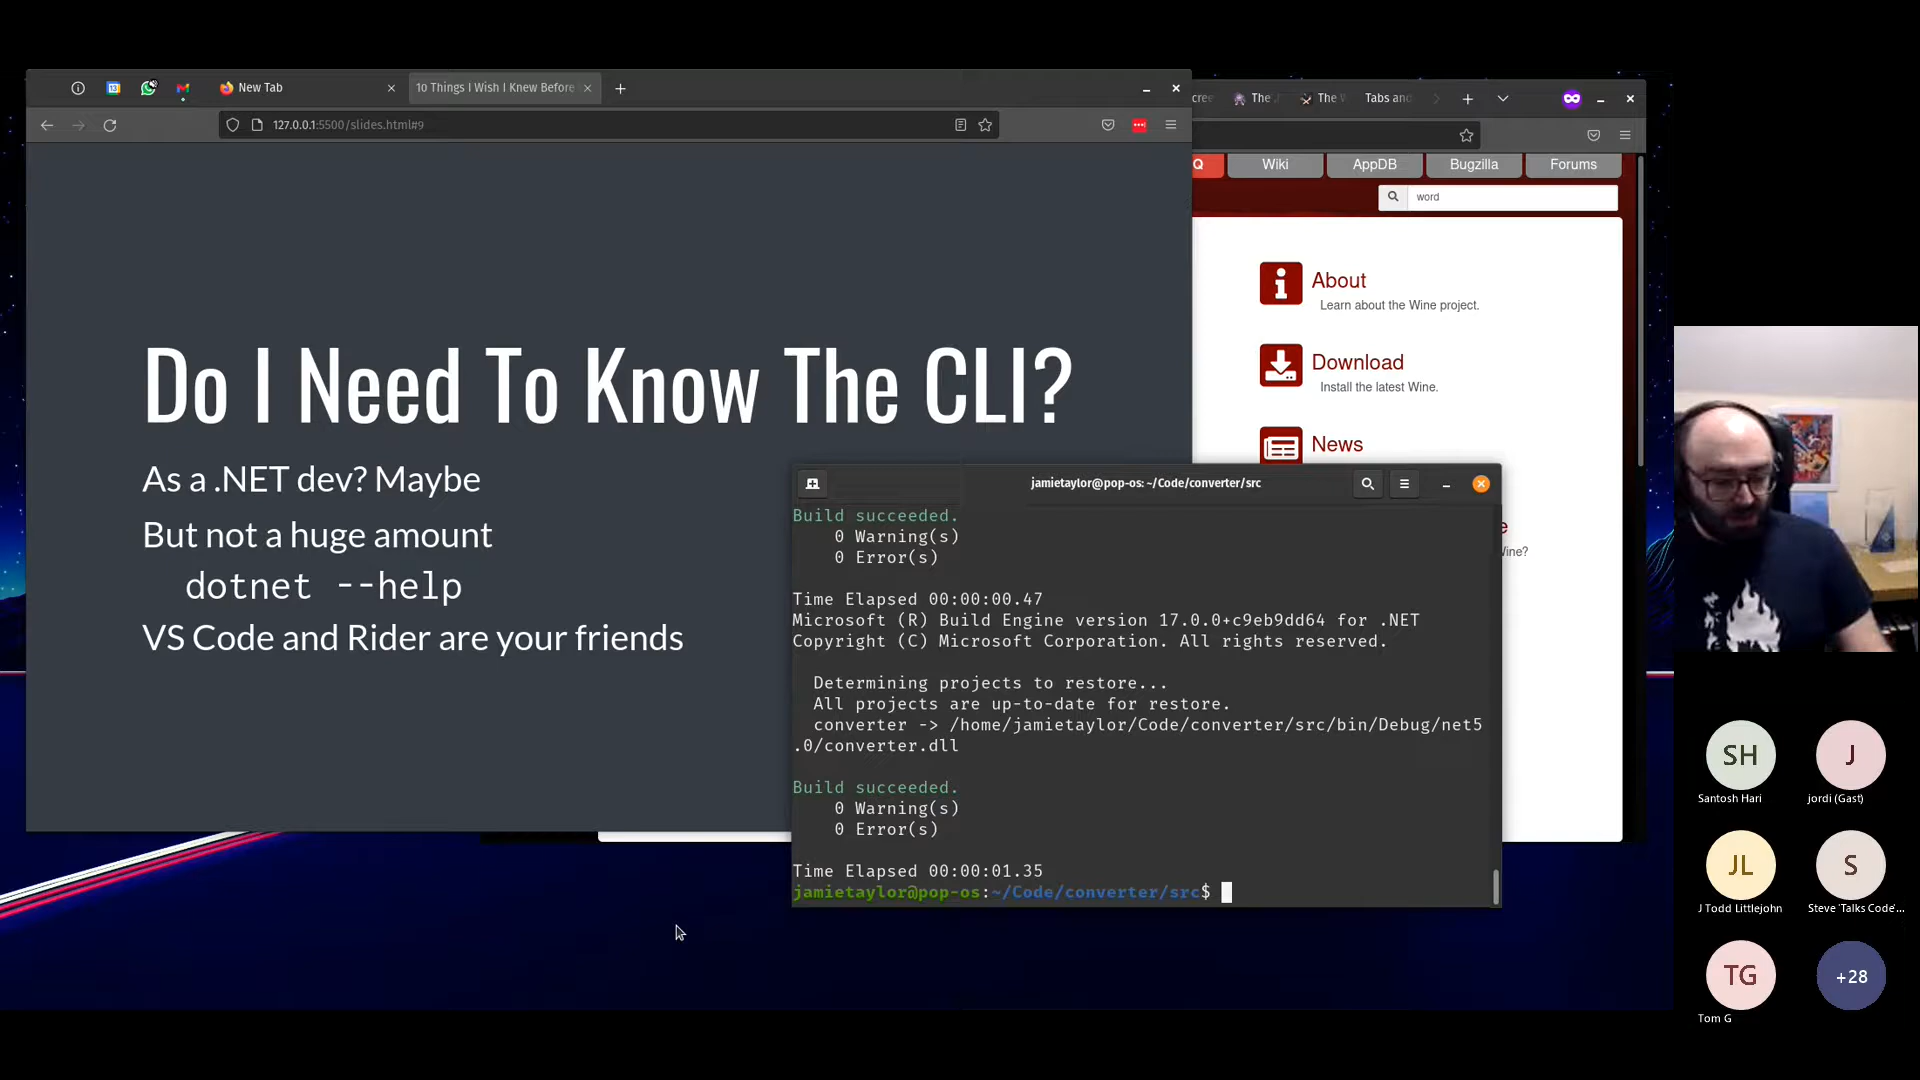 New Tab
10 Things I Wish I Knew Before
127.0.0.1:5500/slides.html#9
Do I Need To Know The CLI?
As a .NET dev? Maybe
But not a huge amount
dotnet --help
VS Code and Rider are your friends
The
The
Tabs and
Q
Wiki
AppDB
Bugzilla
Forums
word
About
Learn about the Wine project.
Download
Install the latest Wine.
News
jamietaylor@pop-os: ~/Code/converter/src
Build succeeded.
0 Warning(s)
0 Error(s)
Time Elapsed 00:00:00.47
Microsoft (R) Build Engine version 17.0.0+c9eb9dd64 for .NET
Copyright (C) Microsoft Corporation. All rights reserved.
Determining projects to restore...
All projects are up-to-date for restore.
converter -> /home/jamietaylor/Code/converter/src/bin/Debug/net5
.0/converter.dll
Build succeeded.
0 Warning(s)
0 Error(s)
Time Elapsed 00:00:01.35
jamietaylor@pop-os:~/Code/converter/src$
SH
Santosh Hari
J
jordi (Gast)
JL
J Todd Littlejohn
S
Steve 'Talks Code'...
TG
Tom G
+28